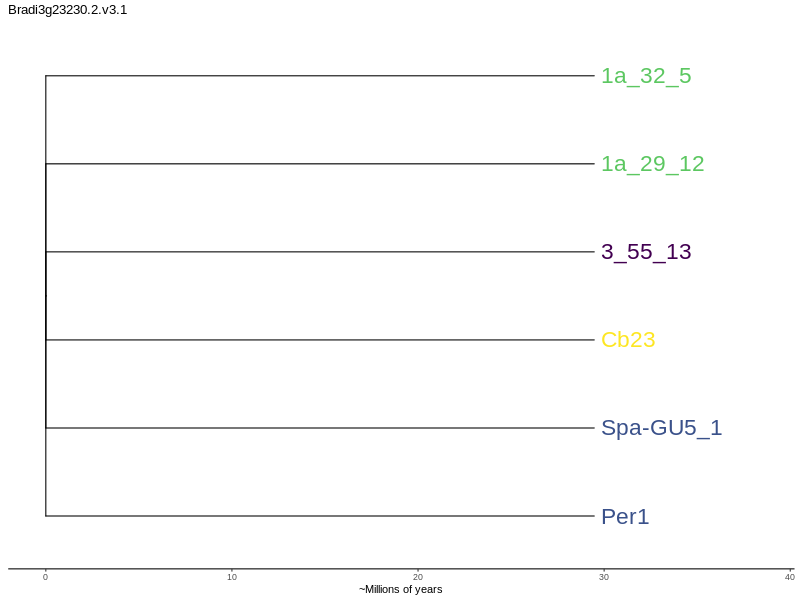 Bradi3g23230.2.v3.1
1a_32_5
1a_29_12
3_55_13
Cb23
Spa-GU5_1
Per1
0 10 20 30 40
~Millions of years